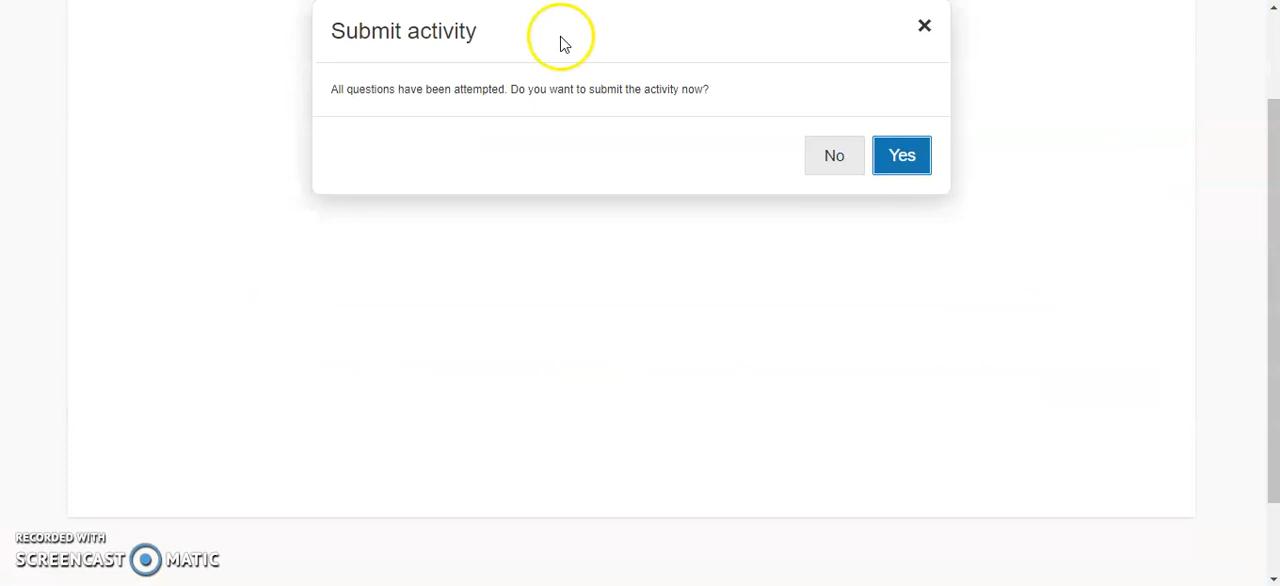 Submit activity
×
All questions have been attempted. Do you want to submit the activity now?
No
Yes
RECORDED WITH
SCREENCAST MATIC